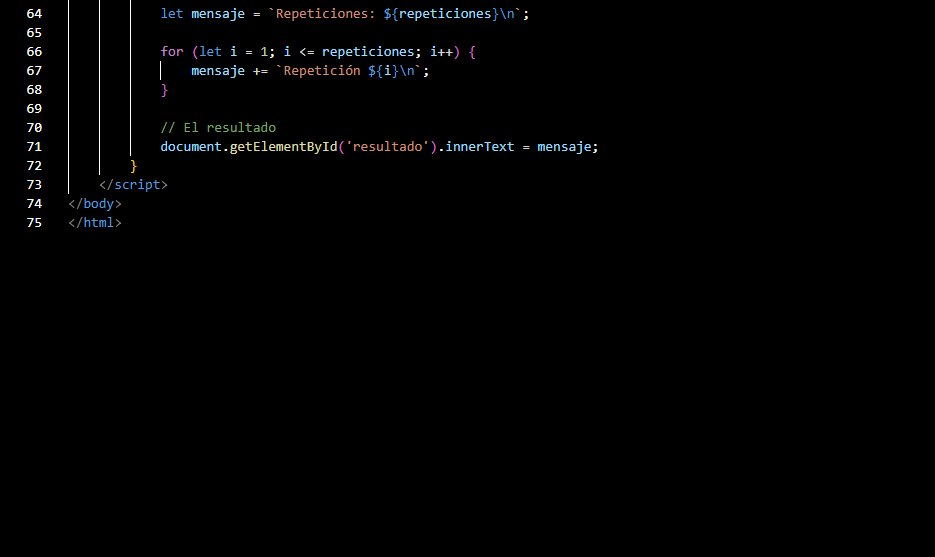 64 let mensaje = `Repeticiones: ${repeticiones}\n`;
65
66 for (let i = 1; i <= repeticiones; i++) {
67 mensaje += `Repetición ${i}\n`;
68 }
69
70 // El resultado
71 document.getElementById('resultado').innerText = mensaje;
72 }
73 </script>
74 </body>
75 </html>